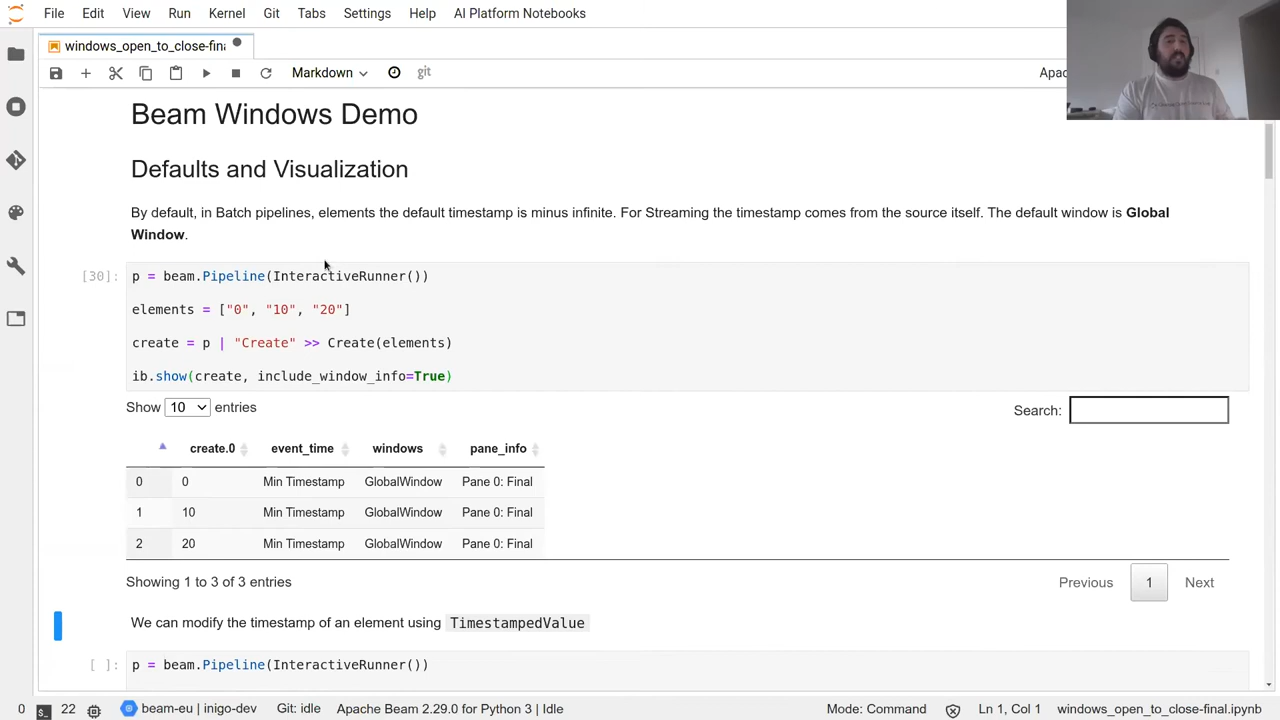 File Edit View Run Kernel Git Tabs Settings Help AI Platform Notebooks
windows_open_to_close-fina
Markdown git Apac
Beam Windows Demo
Defaults and Visualization
By default, in Batch pipelines, elements the default timestamp is minus infinite. For Streaming the timestamp comes from the source itself. The default window is Global
Window.
[30]: p = beam.Pipeline(InteractiveRunner())
elements = ["0", "10", "20"]
create = p | "Create" >> Create(elements)
ib.show(create, include_window_info=True)
Show 10 entries Search:
create.0 event_time windows pane_info
0 0 Min Timestamp GlobalWindow Pane 0: Final
1 10 Min Timestamp GlobalWindow Pane 0: Final
2 20 Min Timestamp GlobalWindow Pane 0: Final
Showing 1 to 3 of 3 entries Previous 1 Next
We can modify the timestamp of an element using TimestampedValue
[ ]: p = beam.Pipeline(InteractiveRunner())
0 22 beam-eu | inigo-dev Git: idle Apache Beam 2.29.0 for Python 3 | Idle Mode: Command Ln 1, Col 1 windows_open_to_close-final.ipynb